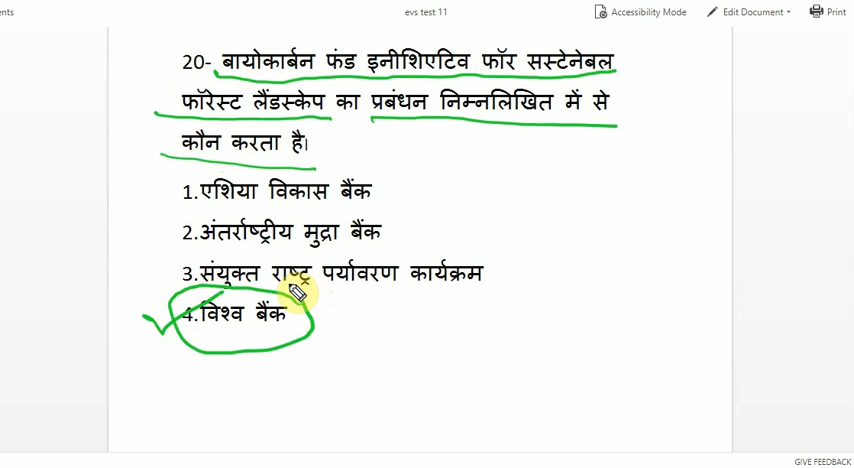 ents
evs test 11
Accessibility Mode
Edit Document
Print
20- बायोकार्बन फंड इनीशिएटिव फॉर सस्टेनेबल
फॉरेस्ट लैंडस्केप का प्रबंधन निम्नलिखित में से
कौन करता है।
1.एशिया विकास बैंक
2.अंतर्राष्ट्रीय मुद्रा बैंक
3.संयुक्त राष्ट्र पर्यावरण कार्यक्रम
4.विश्व बैंक
GIVE FEEDBACK